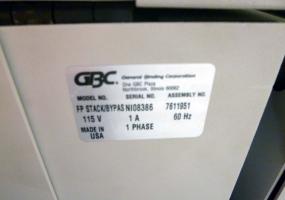 GBC General Binding Corporation
One GBC Plaza
Northbrook, Illinois 60062
MODEL NO. SERIAL NO. ASSEMBLY NO.
FP STACK/BYPAS NI08386 7611951
115 V 1 A 60 Hz
MADE IN USA 1 PHASE